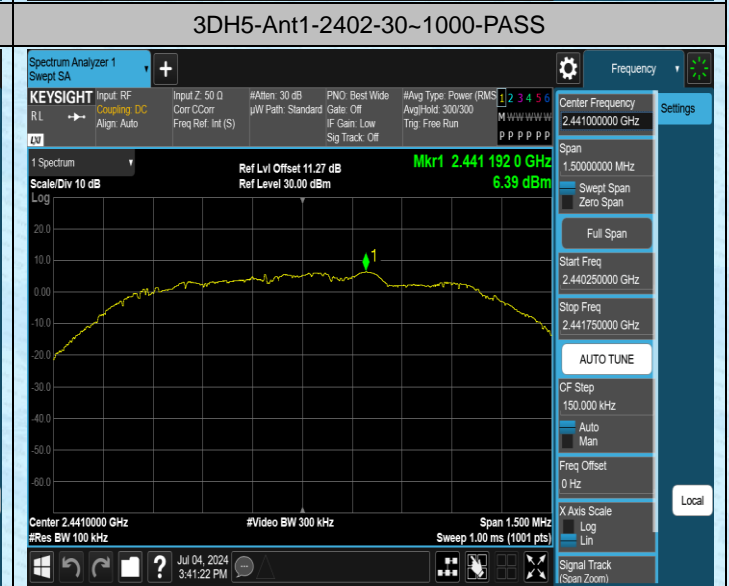 3DH5-Ant1-2402-30~1000-PASS
Spectrum Analyzer 1
Swept SA
Frequency
KEYSIGHT
RL
LXI
Input: RF
Coupling: DC
Align: Auto
Input Z: 50 Ω
Corr CCorr
Freq Ref: Int (S)
#Atten: 30 dB
µW Path: Standard
PNO: Best Wide
Gate: Off
IF Gain: Low
Sig Track: Off
#Avg Type: Power (RMS
Avg|Hold: 300/300
Trig: Free Run
1 2 3 4 5 6
M W W W W W
P P P P P P
Center Frequency
2.441000000 GHz
Settings
Span
1.50000000 MHz
Swept Span
Zero Span
Full Span
Start Freq
2.440250000 GHz
Stop Freq
2.441750000 GHz
AUTO TUNE
CF Step
150.000 kHz
Auto
Man
Freq Offset
0 Hz
X Axis Scale
Log
Lin
Local
Signal Track
(Span Zoom)
1 Spectrum
Scale/Div 10 dB
Ref Lvl Offset 11.27 dB
Ref Level 30.00 dBm
Mkr1 2.441 192 0 GHz
6.39 dBm
Log
20.0
10.0
1
0.00
-10.0
-20.0
-30.0
-40.0
-50.0
-60.0
Center 2.4410000 GHz
#Res BW 100 kHz
#Video BW 300 kHz
Span 1.500 MHz
Sweep 1.00 ms (1001 pts)
?
Jul 04, 2024
3:41:22 PM